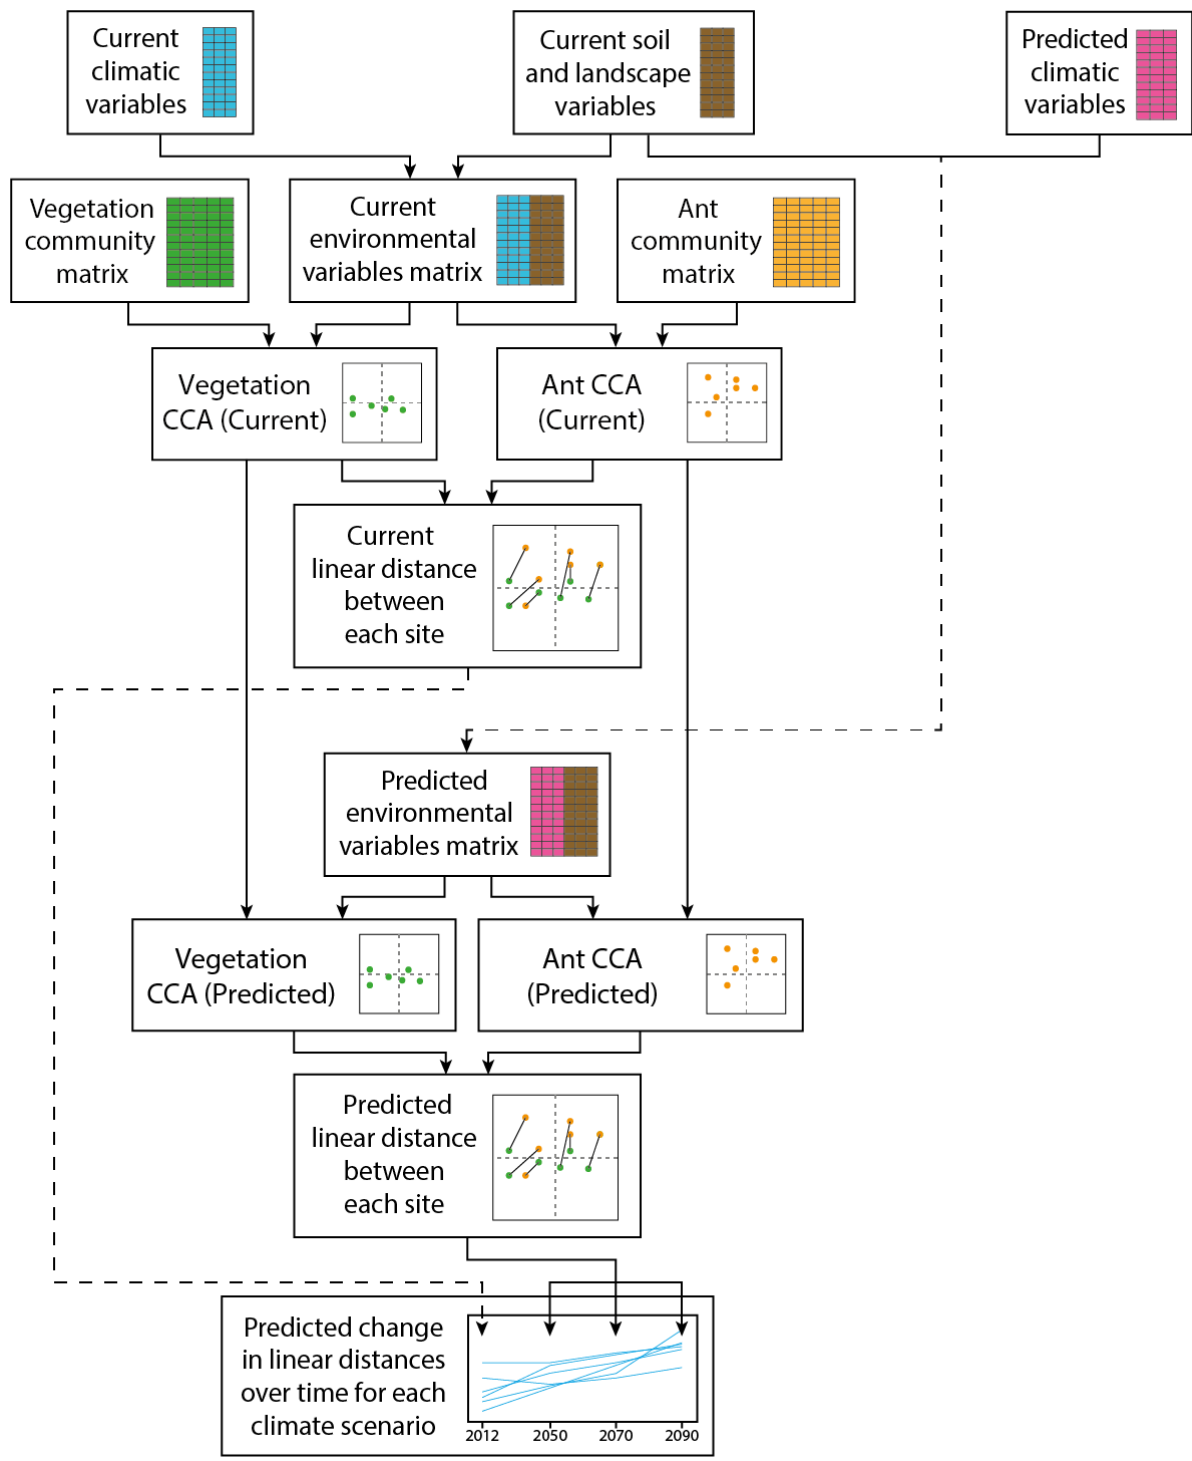 Current
climatic
variables
Current soil
and landscape
variables
Predicted
climatic
variables
Vegetation
community
matrix
Current
environmental
variables matrix
Ant
community
matrix
Vegetation
CCA (Current)
Ant CCA
(Current)
Current
linear distance
between
each site
Predicted
environmental
variables matrix
Vegetation
CCA (Predicted)
Ant CCA
(Predicted)
Predicted
linear distance
between
each site
Predicted change
in linear distances
over time for each
climate scenario
2012 2050 2070 2090